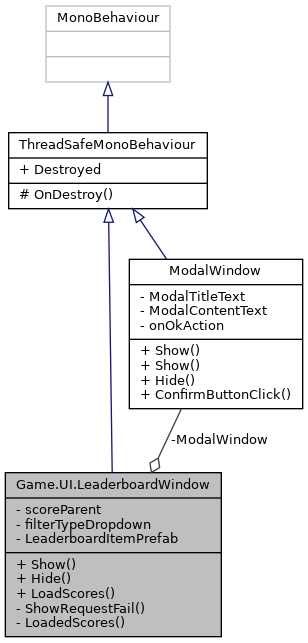 MonoBehaviour
ThreadSafeMonoBehaviour
+ Destroyed
# OnDestroy()
ModalWindow
- ModalTitleText
- ModalContentText
- onOkAction
+ Show()
+ Show()
+ Hide()
+ ConfirmButtonClick()
-ModalWindow
Game.UI.LeaderboardWindow
- scoreParent
- filterTypeDropdown
- LeaderboardItemPrefab
+ Show()
+ Hide()
+ LoadScores()
- ShowRequestFail()
- LoadedScores()